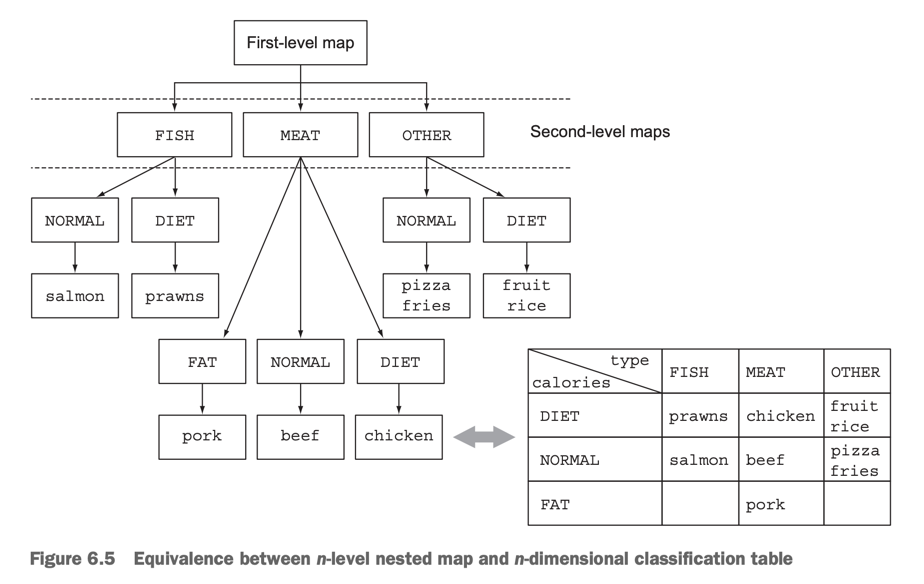 First-level map
FISH
MEAT
OTHER
Second-level maps
NORMAL
DIET
NORMAL
DIET
salmon
prawns
pizza
fries
fruit
rice
FAT
NORMAL
DIET
pork
beef
chicken
type
calories
FISH
MEAT
OTHER
DIET
prawns
chicken
fruit
rice
NORMAL
salmon
beef
pizza
fries
FAT
pork
Figure 6.5 Equivalence between n-level nested map and n-dimensional classification table